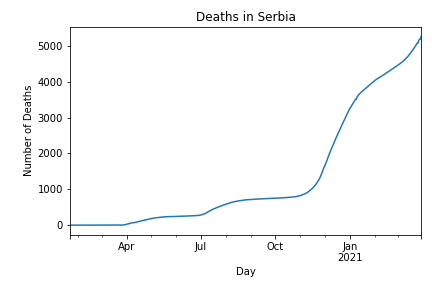 Deaths in Serbia
Number of Deaths
5000
4000
3000
2000
1000
0
Apr
Jul
Oct
Jan
2021
Day